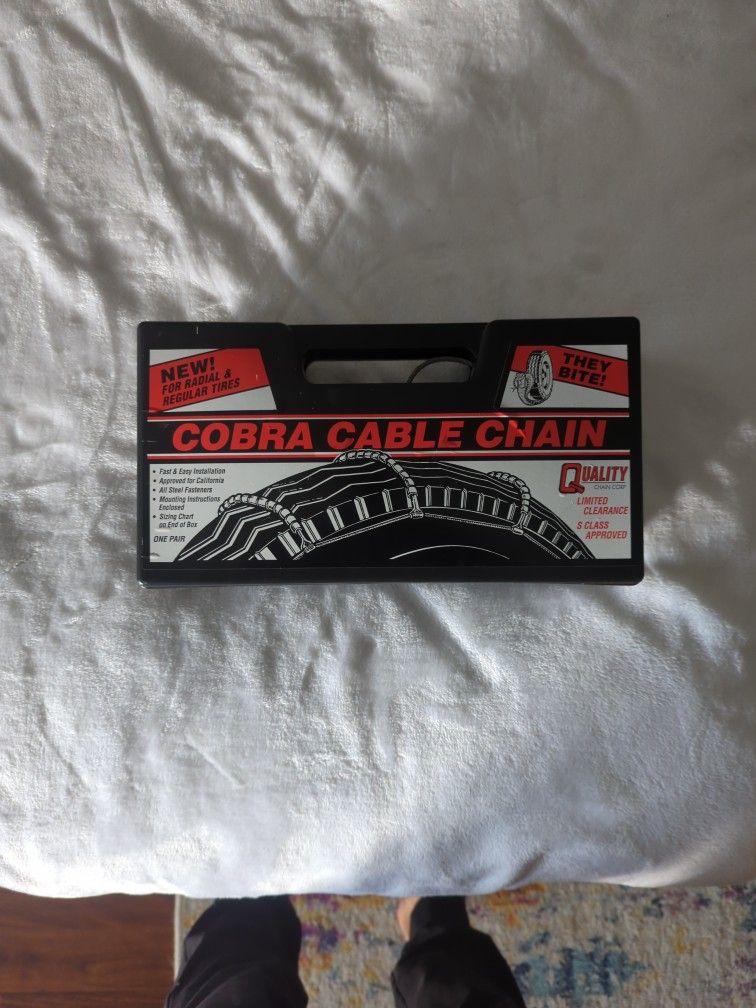 NEW!
FOR RADIAL &
REGULAR TIRES
THEY
BITE!
COBRA CABLE CHAIN
• Fast & Easy Installation
• Approved for California
• All Steel Fasteners
• Mounting Instructions
Enclosed
• Sizing Chart
on End of Box
ONE PAIR
QUALITY
CHAIN CORP
LIMITED
CLEARANCE
S CLASS
APPROVED